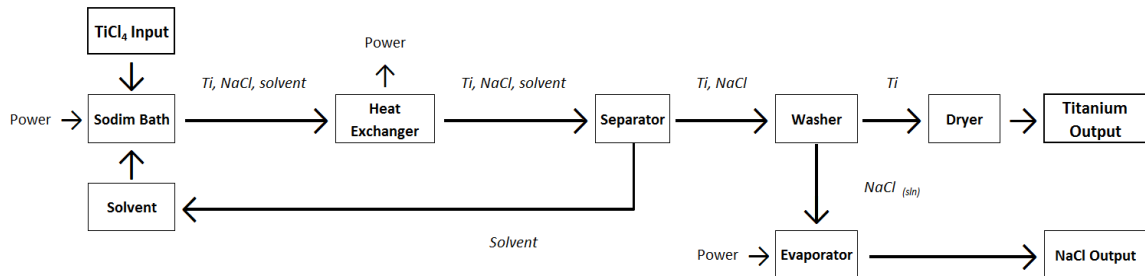 TiCl₄ Input
Power
Ti, NaCl, solvent
Ti, NaCl, solvent
Ti, NaCl
Ti
Power
Sodim Bath
Heat
Exchanger
Separator
Washer
Dryer
Titanium
Output
Solvent
NaCl (sln)
Solvent
Power
Evaporator
NaCl Output